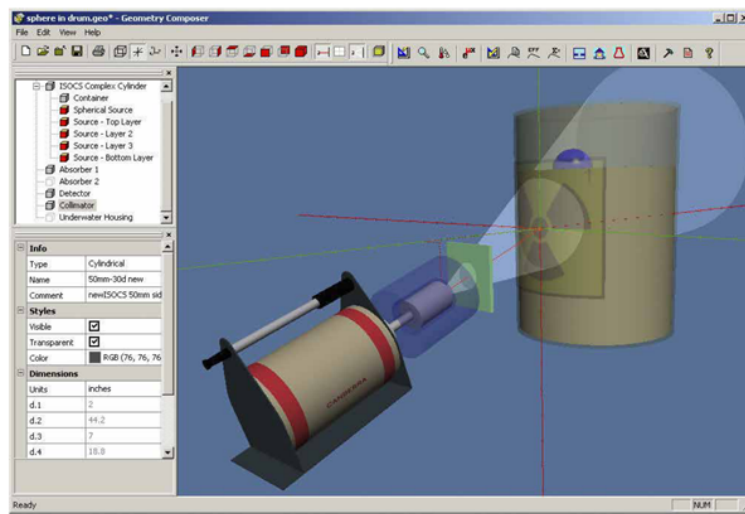 sphere in drum.geo* - Geometry Composer
File Edit View Help
ISOCS Complex Cylinder
Container
Spherical Source
Source - Top Layer
Source - Layer 2
Source - Layer 3
Source - Bottom Layer
Absorber 1
Absorber 2
Detector
Collimator
Underwater Housing
Info
Type Cylindrical
Name 50mm-30d new
Comment newISOCS 50mm sid
Styles
Visible
Transparent
Color RGB (76, 76, 76
Dimensions
Units inches
d.1 2
d.2 44.2
d.3 7
d.4 18.8
CANBERRA
Ready NUM